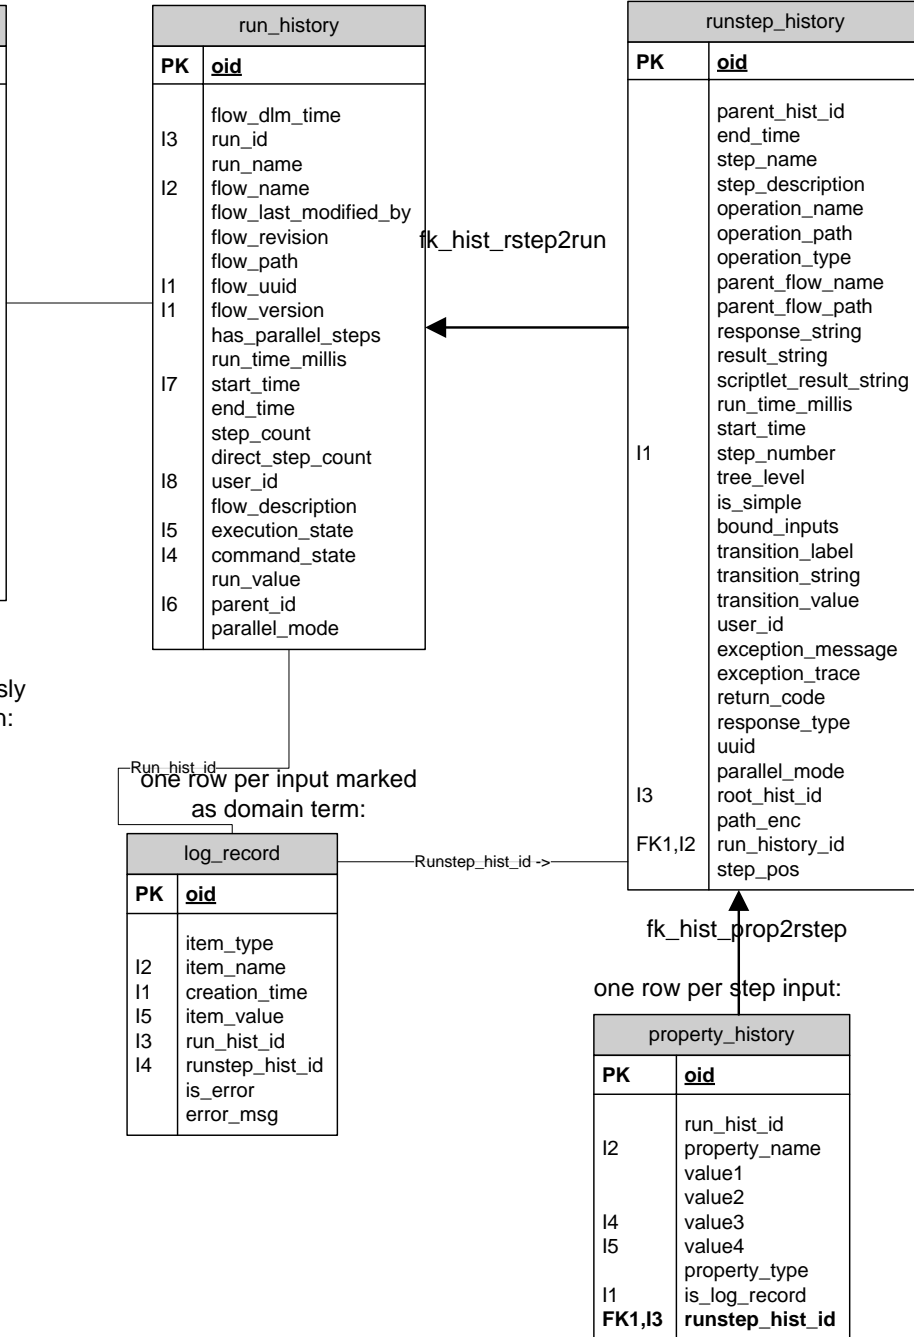 run_history
PK oid
flow_dlm_time
I3 run_id
run_name
I2 flow_name
flow_last_modified_by
flow_revision
flow_path
I1 flow_uuid
I1 flow_version
has_parallel_steps
run_time_millis
I7 start_time
end_time
step_count
direct_step_count
I8 user_id
flow_description
I5 execution_state
I4 command_state
run_value
I6 parent_id
parallel_mode
fk_hist_rstep2run
runstep_history
PK oid
parent_hist_id
end_time
step_name
step_description
operation_name
operation_path
operation_type
parent_flow_name
parent_flow_path
response_string
result_string
scriptlet_result_string
run_time_millis
start_time
I1 step_number
tree_level
is_simple
bound_inputs
transition_label
transition_string
transition_value
user_id
exception_message
exception_trace
return_code
response_type
uuid
parallel_mode
I3 root_hist_id
path_enc
FK1,I2 run_history_id
step_pos
sly
n:
Run_hist_id
one row per input marked
as domain term:
log_record
PK oid
item_type
I2 item_name
I1 creation_time
I5 item_value
I3 run_hist_id
I4 runstep_hist_id
is_error
error_msg
Runstep_hist_id ->
fk_hist_prop2rstep
one row per step input:
property_history
PK oid
run_hist_id
I2 property_name
value1
value2
I4 value3
I5 value4
property_type
I1 is_log_record
FK1,I3 runstep_hist_id